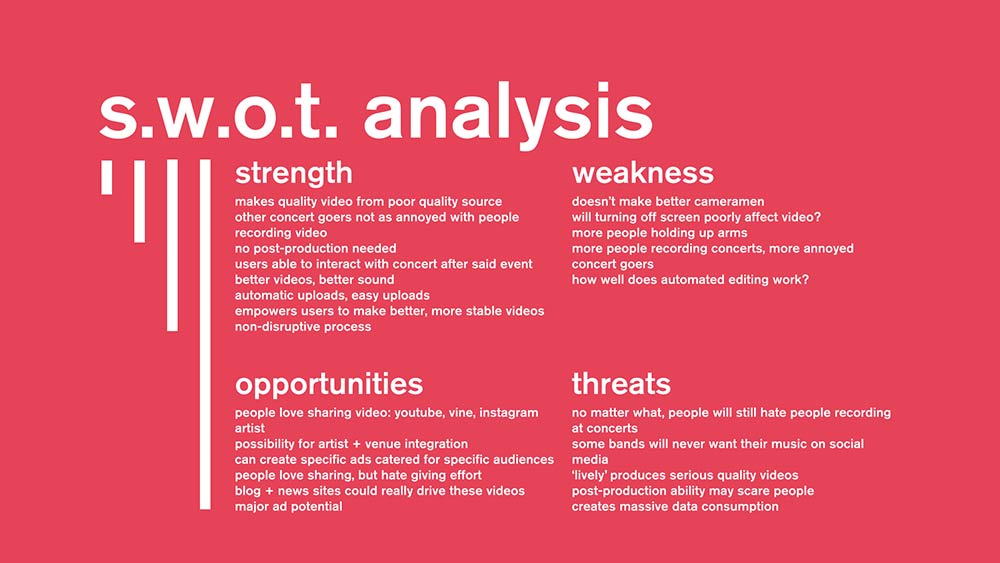 s.w.o.t. analysis
strength
makes quality video from poor quality source
other concert goers not as annoyed with people
recording video
no post-production needed
users able to interact with concert after said event
better videos, better sound
automatic uploads, easy uploads
empowers users to make better, more stable videos
non-disruptive process
weakness
doesn’t make better cameramen
will turning off screen poorly affect video?
more people holding up arms
more people recording concerts, more annoyed
concert goers
how well does automated editing work?
opportunities
people love sharing video: youtube, vine, instagram
artist
possibility for artist + venue integration
can create specific ads catered for specific audiences
people love sharing, but hate giving effort
blog + news sites could really drive these videos
major ad potential
threats
no matter what, people will still hate people recording
at concerts
some bands will never want their music on social
media
‘lively’ produces serious quality videos
post-production ability may scare people
creates massive data consumption